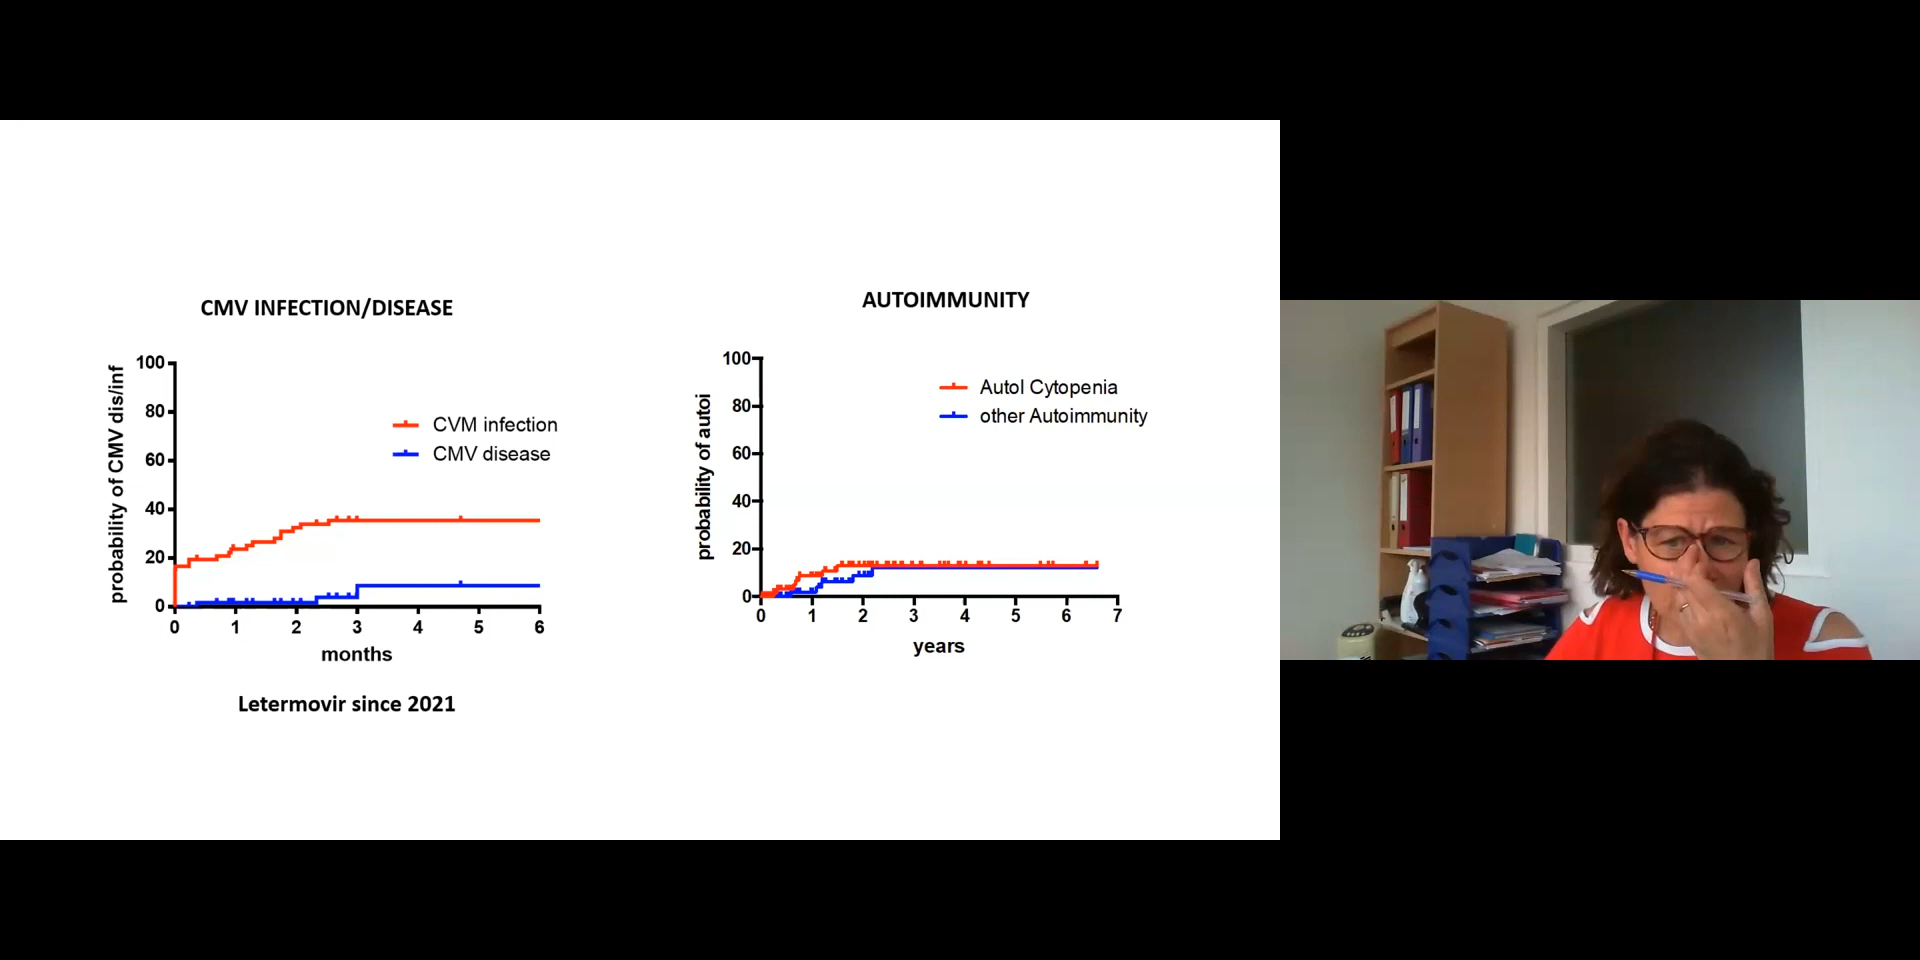 CMV INFECTION/DISEASE
probability of CMV dis/inf
100
80
60
40
20
0
CVM infection
CMV disease
0 1 2 3 4 5 6
months
Letermovir since 2021
AUTOIMMUNITY
probability of autoi
100
80
60
40
20
0
AutoI Cytopenia
other Autoimmunity
0 1 2 3 4 5 6 7
years